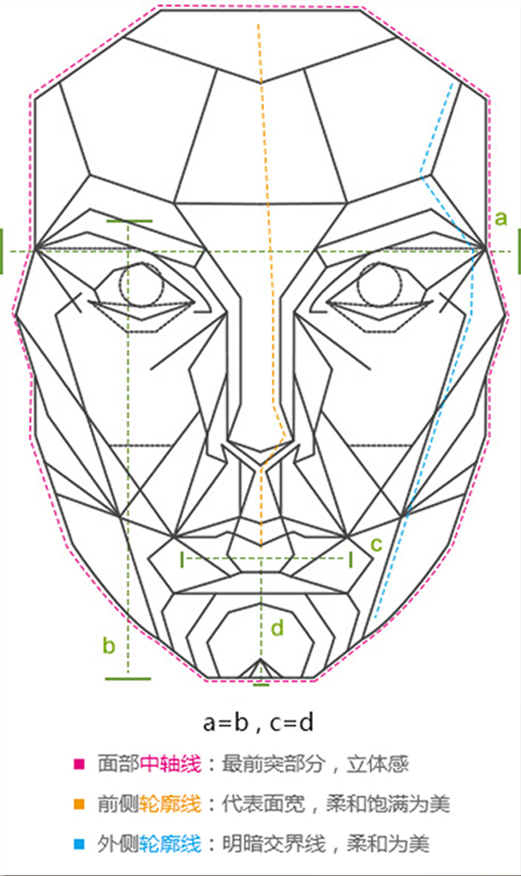 a
c
d
b
a=b , c=d
面部中轴线：最前突部分，立体感
前侧轮廓线：代表面宽，柔和饱满为美
外侧轮廓线：明暗交界线，柔和为美